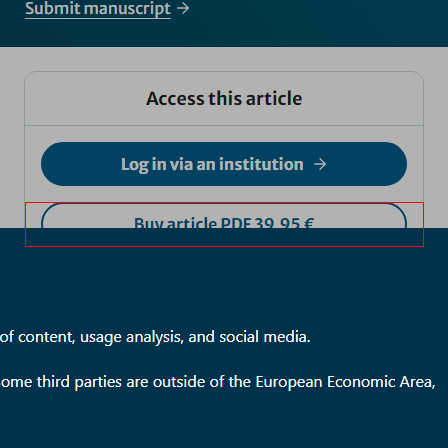 Submit manuscript →
Access this article
Log in via an institution →
Buy article PDF 39,95 €
of content, usage analysis, and social media.
ome third parties are outside of the European Economic Area,